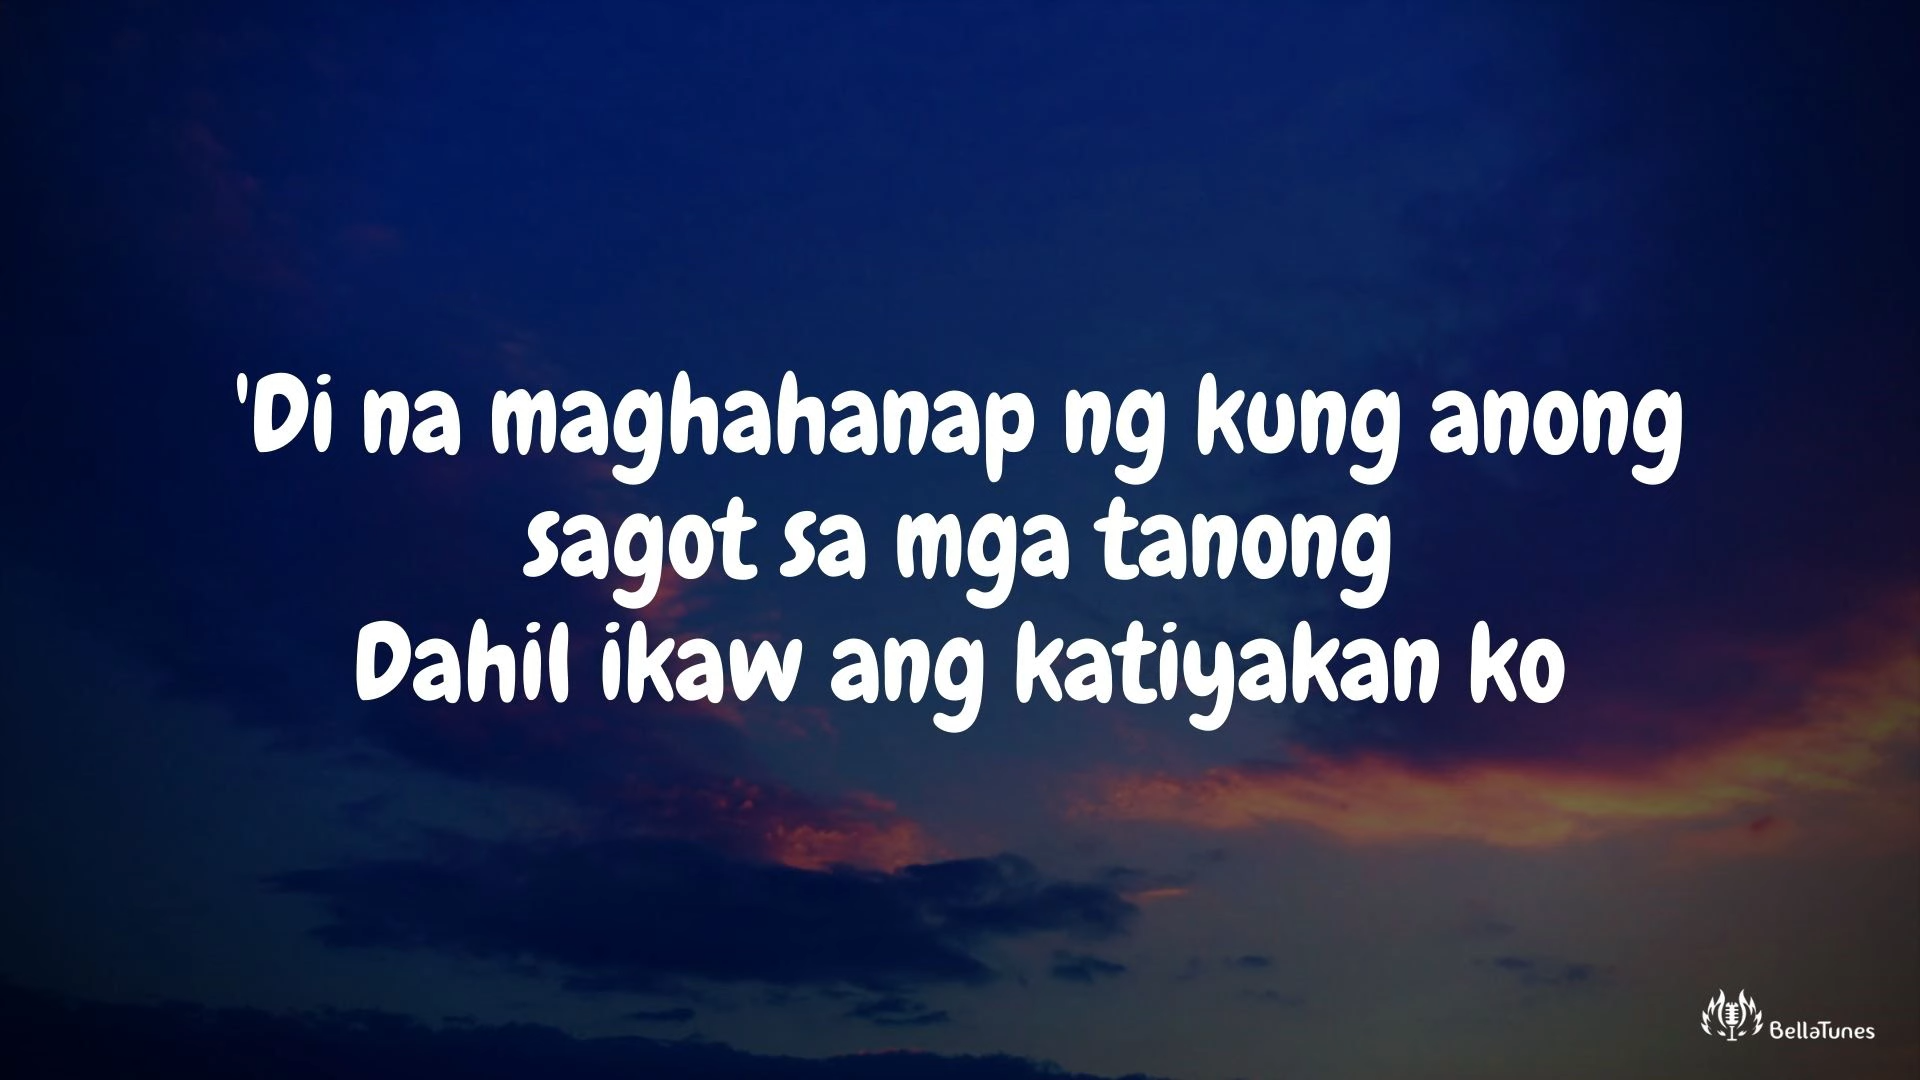 'Di na maghahanap ng kung anong
sagot sa mga tanong
Dahil ikaw ang katiyakan ko
BellaTunes